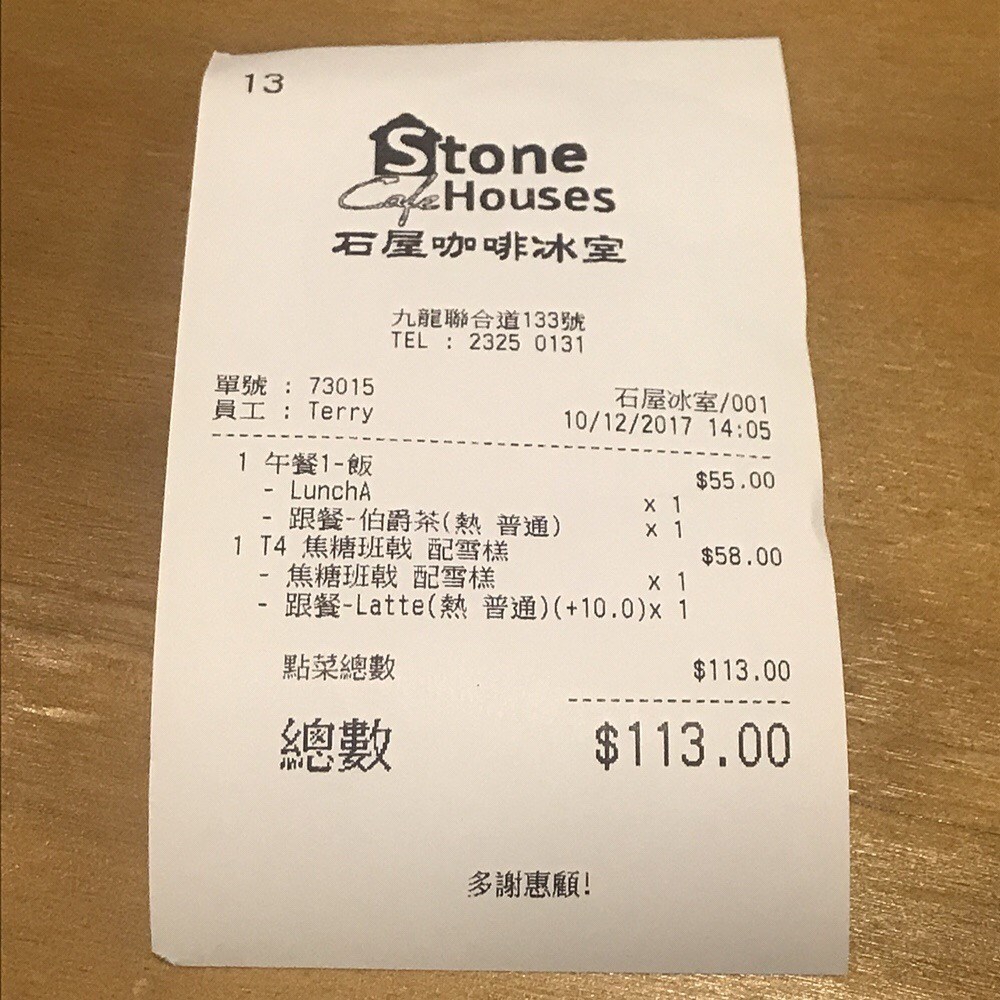 13
Stone
Cafe Houses
石屋咖啡冰室
九龍聯合道133號
TEL : 2325 0131
單號 : 73015
石屋冰室/001
員工 : Terry
10/12/2017 14:05
1 午餐1-飯 $55.00
- LunchA x 1
- 跟餐-伯爵茶(熱 普通) x 1
1 T4 焦糖班戟 配雪糕 $58.00
- 焦糖班戟 配雪糕 x 1
- 跟餐-Latte(熱 普通)(+10.0)x 1
點菜總數 $113.00
總數 $113.00
多謝惠顧!